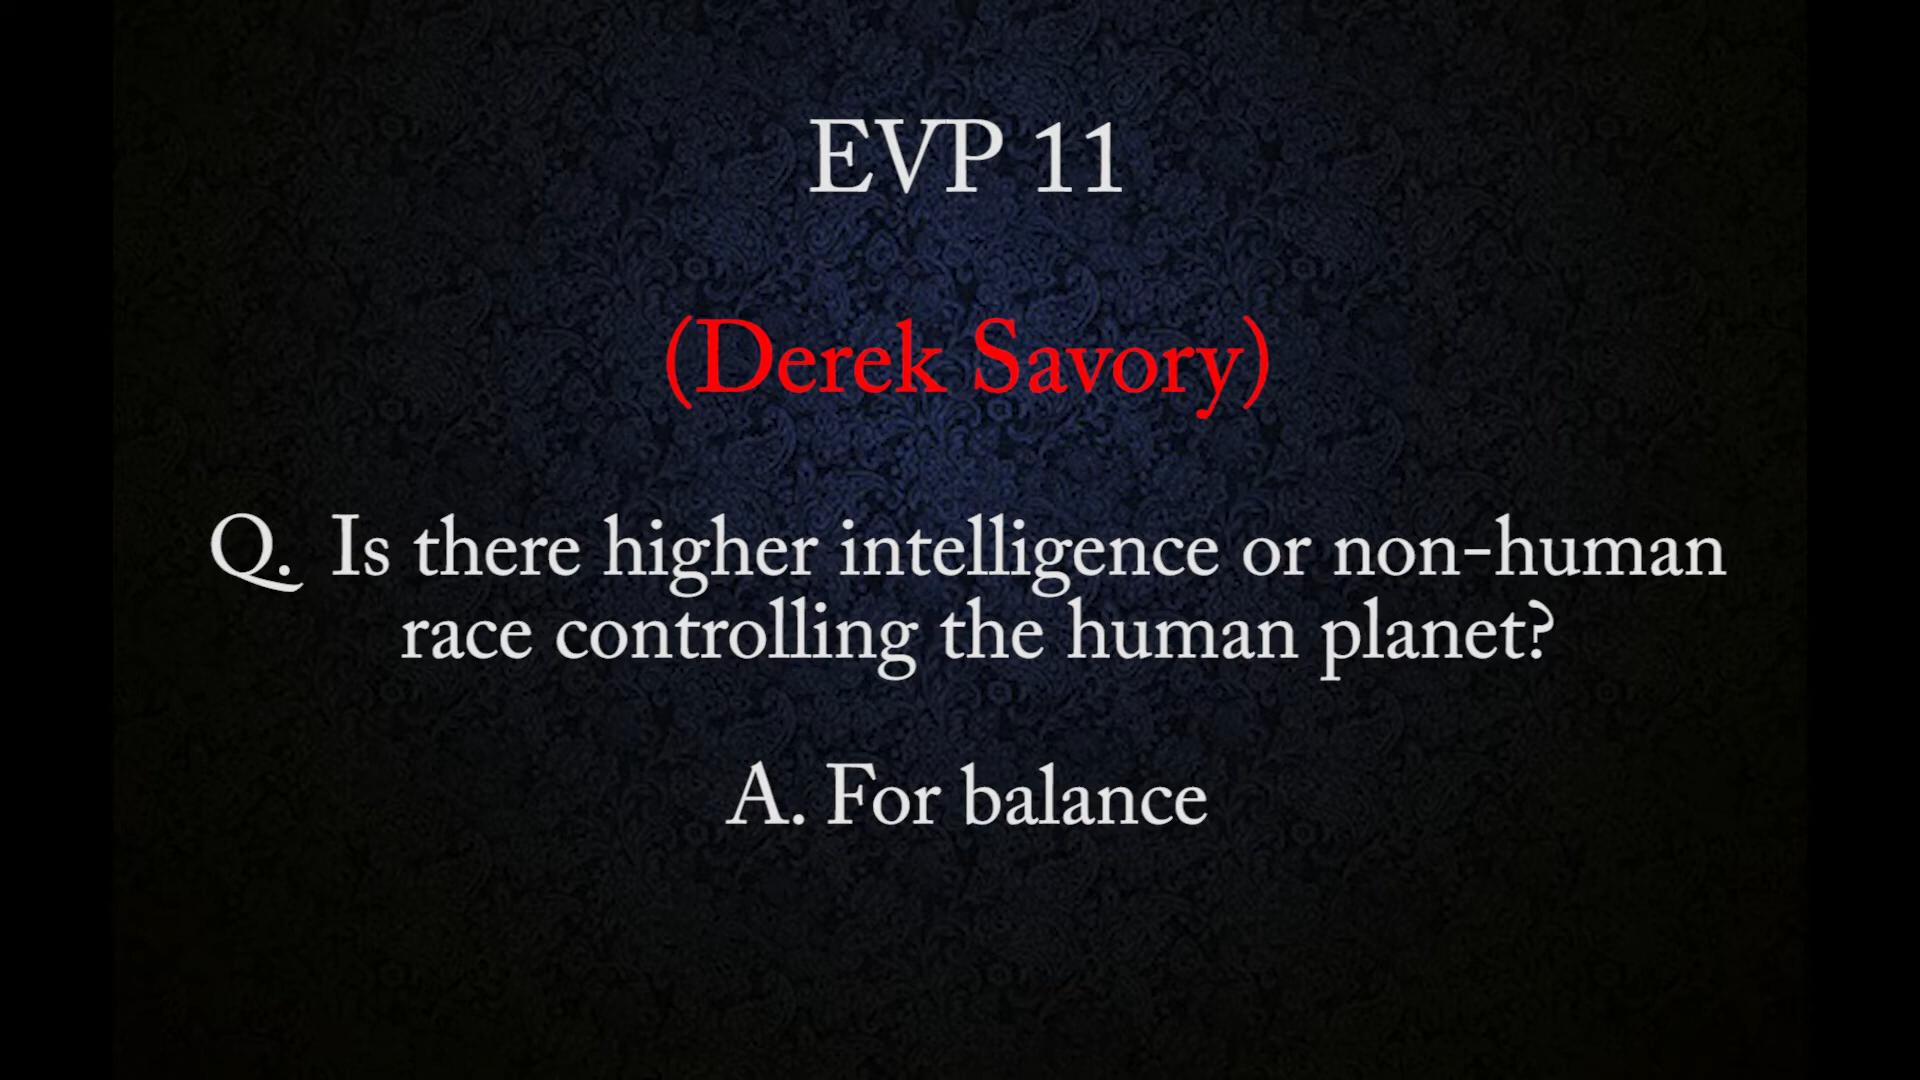 EVP 11
(Derek Savory)
Q. Is there higher intelligence or non-human
race controlling the human planet?
A. For balance